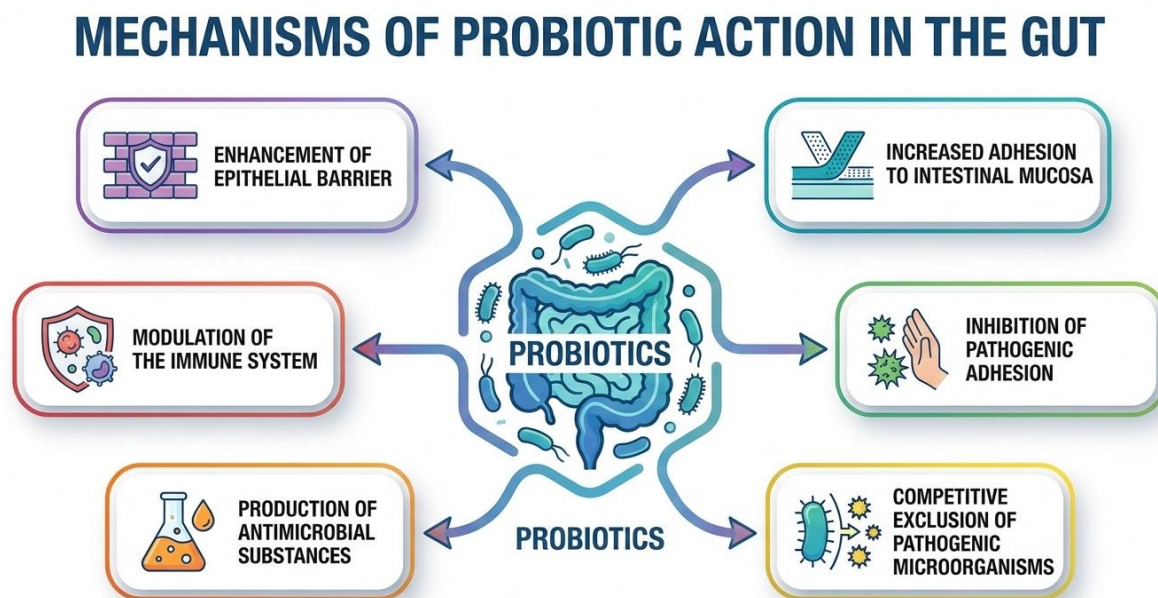 MECHANISMS OF PROBIOTIC ACTION IN THE GUT
ENHANCEMENT OF
EPITHELIAL BARRIER
INCREASED ADHESION
TO INTESTINAL MUCOSA
MODULATION OF
THE IMMUNE SYSTEM
PROBIOTICS
INHIBITION OF
PATHOGENIC
ADHESION
PRODUCTION OF
ANTIMICROBIAL
SUBSTANCES
PROBIOTICS
COMPETITIVE
EXCLUSION OF
PATHOGENIC
MICROORGANISMS